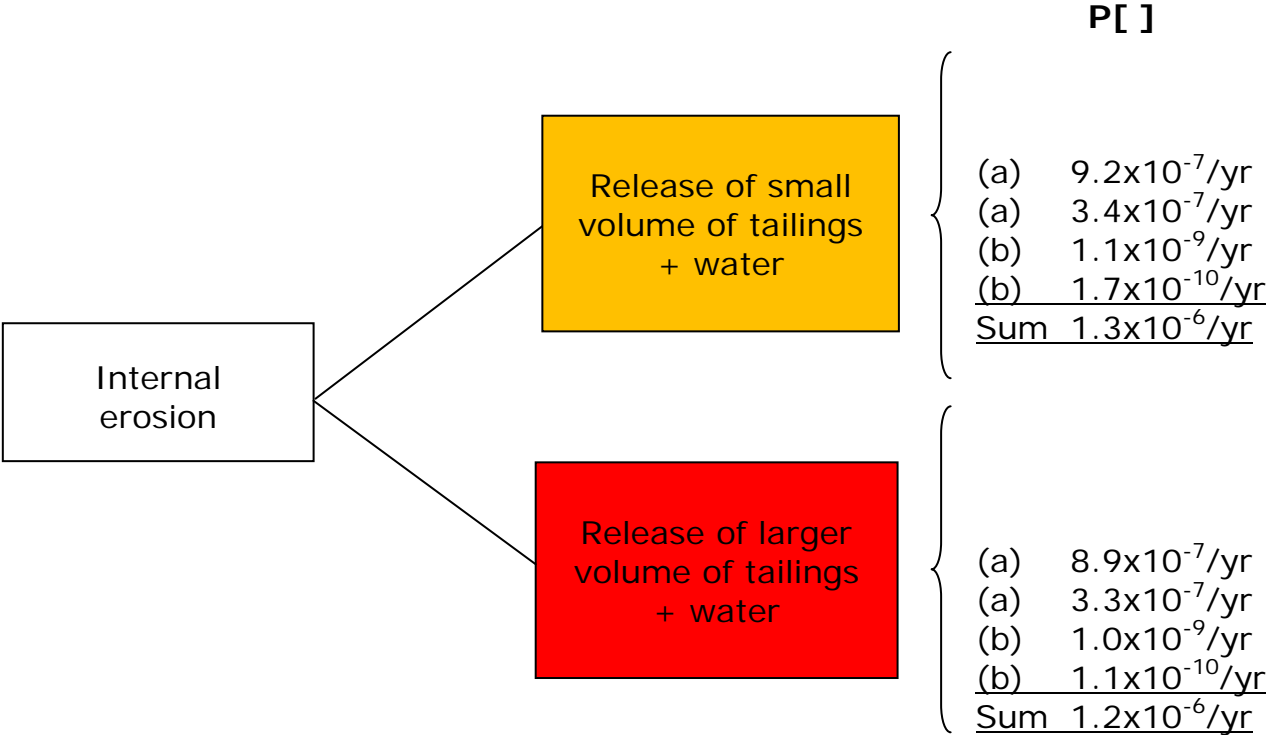 P[ ]
Release of small
volume of tailings
+ water
(a) 9.2x10⁻⁷/yr
(a) 3.4x10⁻⁷/yr
(b) 1.1x10⁻⁹/yr
(b) 1.7x10⁻¹⁰/yr
Sum 1.3x10⁻⁶/yr
Internal
erosion
Release of larger
volume of tailings
+ water
(a) 8.9x10⁻⁷/yr
(a) 3.3x10⁻⁷/yr
(b) 1.0x10⁻⁹/yr
(b) 1.1x10⁻¹⁰/yr
Sum 1.2x10⁻⁶/yr